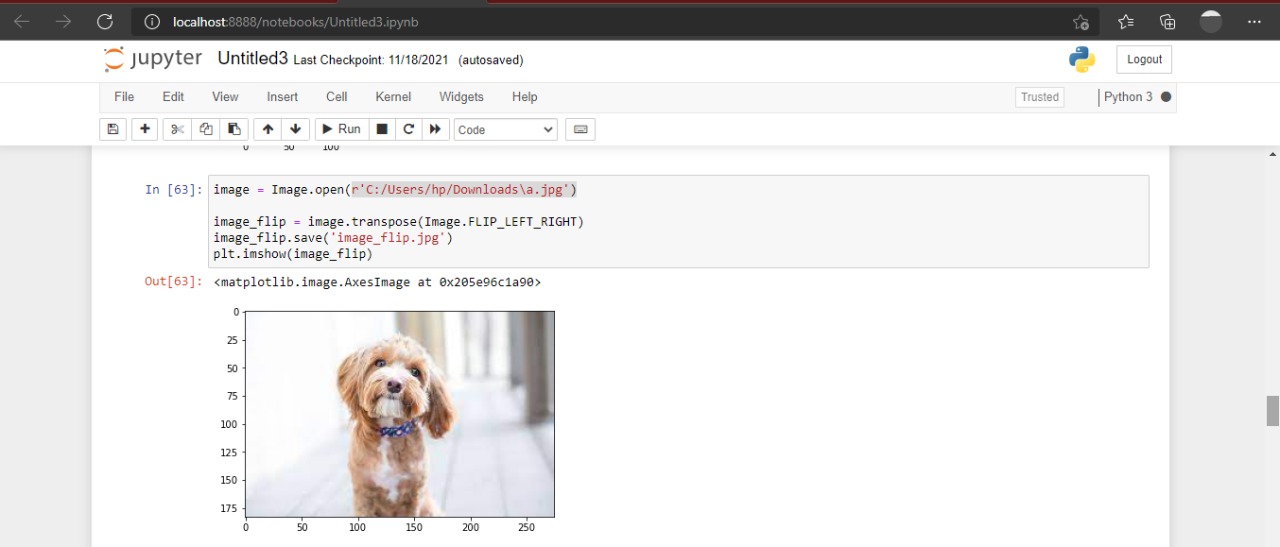 localhost:8888/notebooks/Untitled3.ipynb
jupyter Untitled3 Last Checkpoint: 11/18/2021 (autosaved)
Logout
File Edit View Insert Cell Kernel Widgets Help
Trusted Python 3
Run Code
0 50 100
In [63]: image = Image.open(r'C:/Users/hp/Downloads\a.jpg')
image_flip = image.transpose(Image.FLIP_LEFT_RIGHT)
image_flip.save('image_flip.jpg')
plt.imshow(image_flip)
Out[63]: <matplotlib.image.AxesImage at 0x205e96c1a90>
0
25
50
75
100
125
150
175
0 50 100 150 200 250